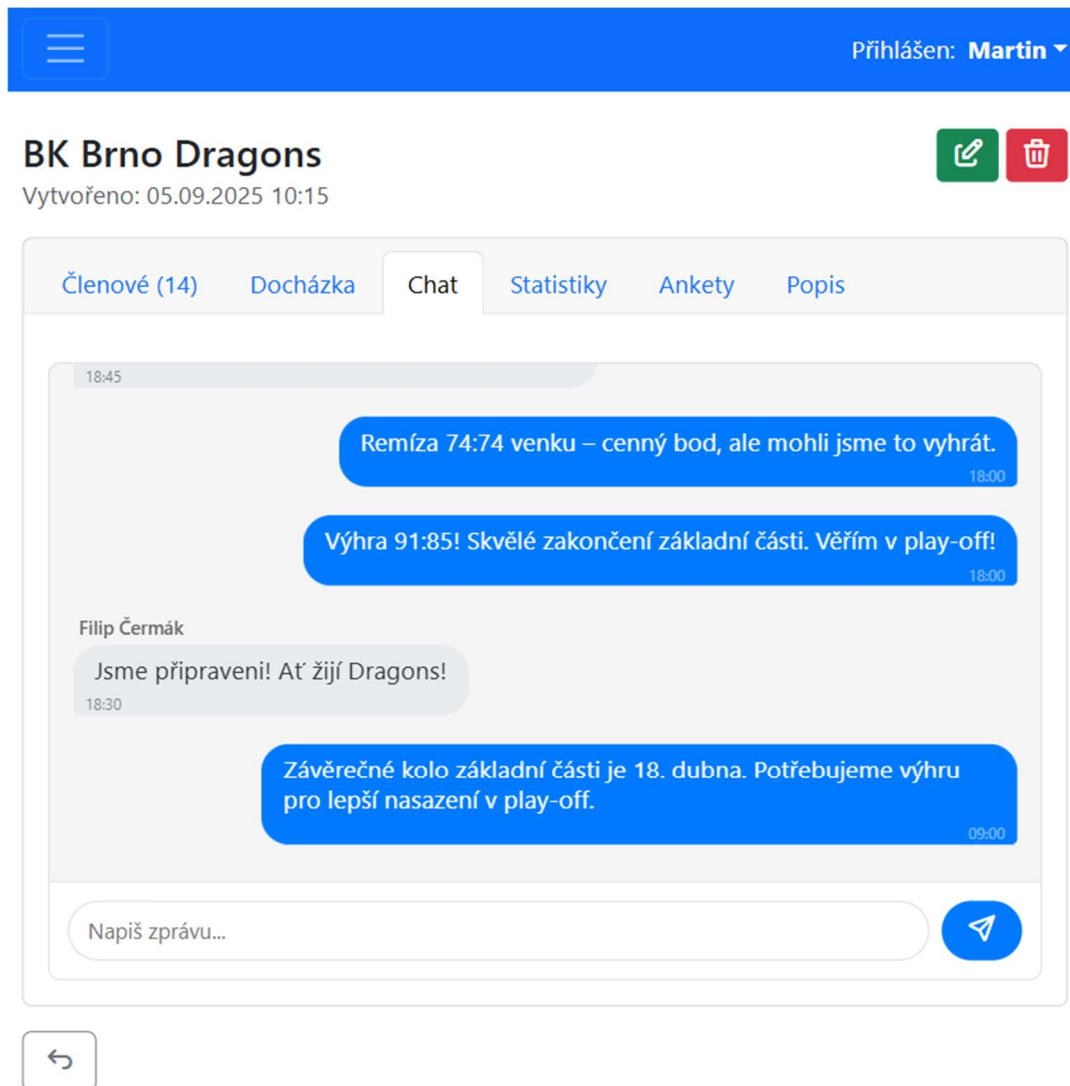 Přihlášen: Martin
BK Brno Dragons
Vytvořeno: 05.09.2025 10:15
Členové (14) Docházka Chat Statistiky Ankety Popis
18:45
Remíza 74:74 venku – cenný bod, ale mohli jsme to vyhrát.
18:00
Výhra 91:85! Skvělé zakončení základní části. Věřím v play-off!
18:00
Filip Čermák
Jsme připraveni! Ať žijí Dragons!
18:30
Závěrečné kolo základní části je 18. dubna. Potřebujeme výhru
pro lepší nasazení v play-off.
09:00
Napiš zprávu...